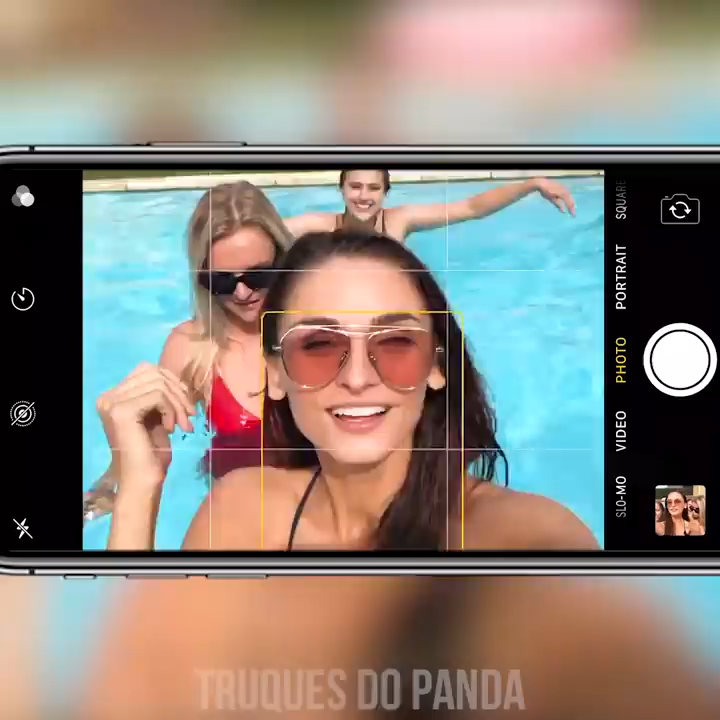 SQUARE
PORTRAIT
PHOTO
VIDEO
SLO-MO
TRUQUES DO PANDA